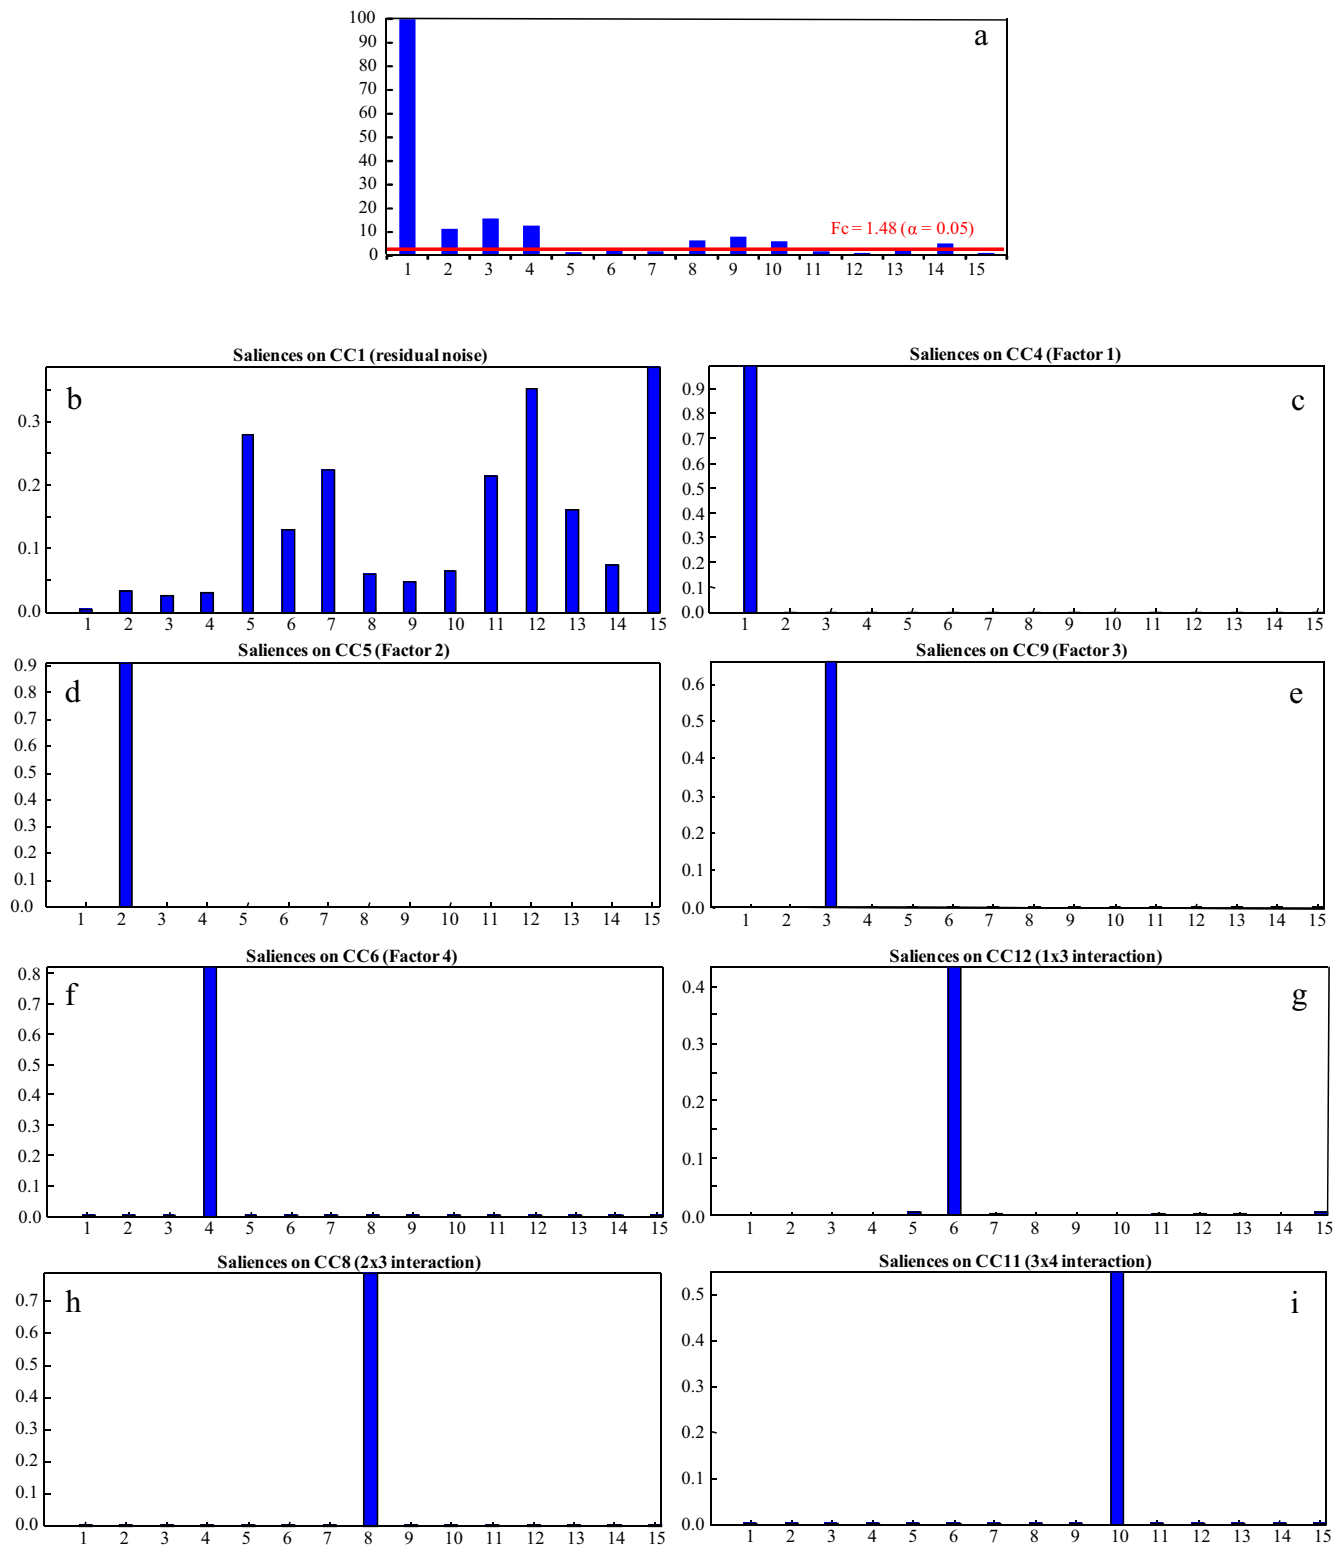 100
90
80
70
60
50
40
30
20
10
0
a
Fc = 1.48 (α = 0.05)
1 2 3 4 5 6 7 8 9 10 11 12 13 14 15
Saliences on CC1 (residual noise)
b
0.3
0.2
0.1
0.0
1 2 3 4 5 6 7 8 9 10 11 12 13 14 15
Saliences on CC4 (Factor 1)
c
0.9
0.8
0.7
0.6
0.5
0.4
0.3
0.2
0.1
0.0
1 2 3 4 5 6 7 8 9 10 11 12 13 14 15
Saliences on CC5 (Factor 2)
d
0.9
0.8
0.7
0.6
0.5
0.4
0.3
0.2
0.1
0.0
1 2 3 4 5 6 7 8 9 10 11 12 13 14 15
Saliences on CC9 (Factor 3)
e
0.6
0.5
0.4
0.3
0.2
0.1
0.0
1 2 3 4 5 6 7 8 9 10 11 12 13 14 15
Saliences on CC6 (Factor 4)
f
0.8
0.7
0.6
0.5
0.4
0.3
0.2
0.1
0.0
1 2 3 4 5 6 7 8 9 10 11 12 13 14 15
Saliences on CC12 (1x3 interaction)
g
0.4
0.3
0.2
0.1
0.0
1 2 3 4 5 6 7 8 9 10 11 12 13 14 15
Saliences on CC8 (2x3 interaction)
h
0.7
0.6
0.5
0.4
0.3
0.2
0.1
0.0
1 2 3 4 5 6 7 8 9 10 11 12 13 14 15
Saliences on CC11 (3x4 interaction)
i
0.5
0.4
0.3
0.2
0.1
0.0
1 2 3 4 5 6 7 8 9 10 11 12 13 14 15